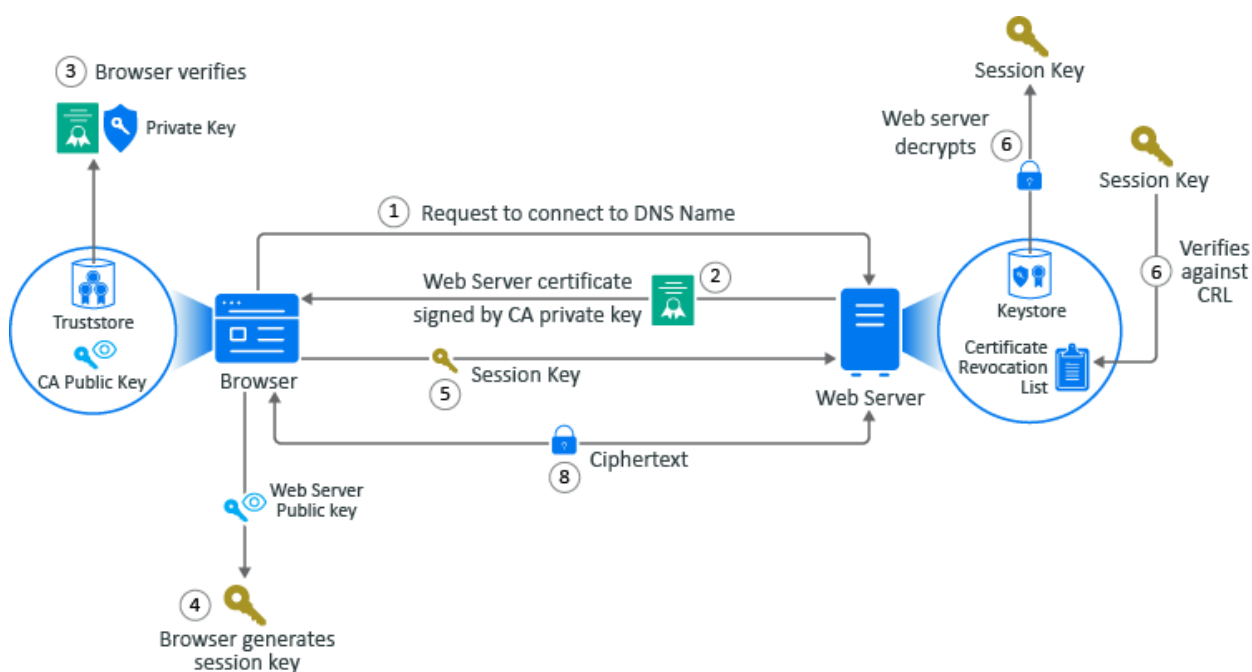 3 Browser verifies
Private Key
Truststore
CA Public Key
1 Request to connect to DNS Name
Web Server certificate
2
signed by CA private key
Browser
5 Session Key
Web Server
8 Ciphertext
Web Server
Public key
4
Browser generates
session key
Session Key
Web server
decrypts
6
Keystore
Certificate
Revocation
List
Session Key
6
Verifies
against
CRL